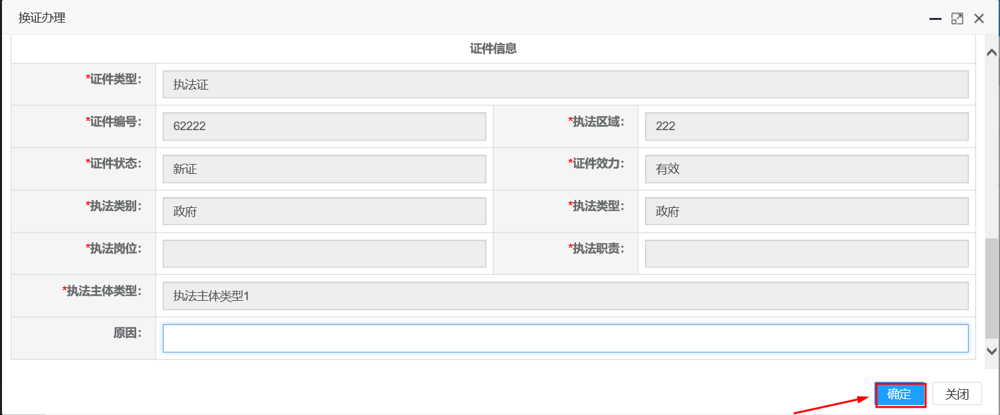 换证办理
证件信息
*证件类型: 执法证
*证件编号: 62222 *执法区域: 222
*证件状态: 新证 *证件效力: 有效
*执法类别: 政府 *执法类型: 政府
*执法岗位: *执法职责:
*执法主体类型: 执法主体类型1
原因:
确定 关闭